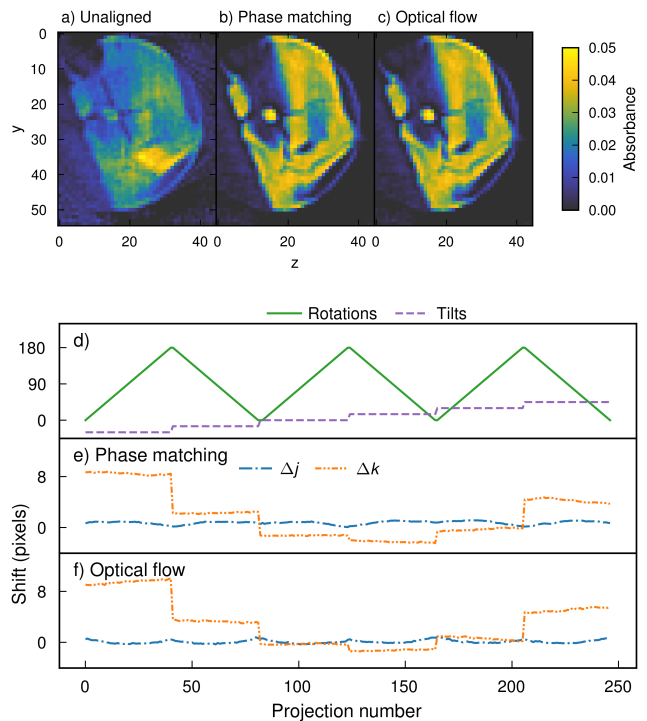 a) Unaligned b) Phase matching c) Optical flow
0 10 20 30 40 50
y
0 20 40 0 20 40 0 20 40
z
0.05 0.04 0.03 0.02 0.01 0.00
Absorbance
Rotations Tilts
d)
180 90 0
e) Phase matching
Δj Δk
8 0
f) Optical flow
8 0
Shift (pixels)
0 50 100 150 200 250
Projection number